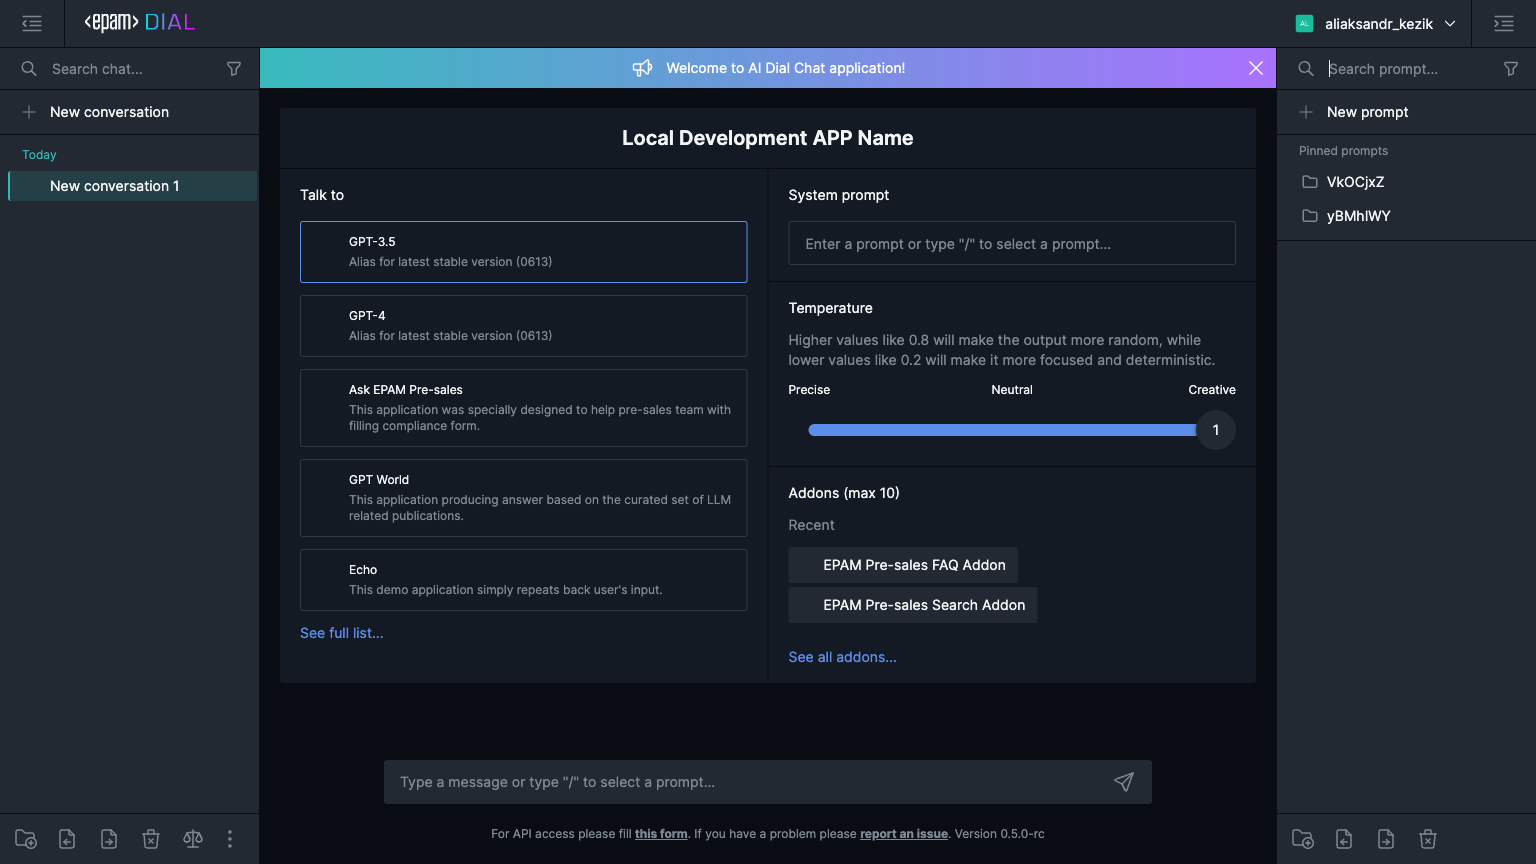 <epam> DIAL
aliaksandr_kezik
AL
Search chat...
New conversation
Today
New conversation 1
Welcome to AI Dial Chat application!
Local Development APP Name
Talk to
GPT-3.5
Alias for latest stable version (0613)
GPT-4
Alias for latest stable version (0613)
Ask EPAM Pre-sales
This application was specially designed to help pre-sales team with
filling compliance form.
GPT World
This application producing answer based on the curated set of LLM
related publications.
Echo
This demo application simply repeats back user's input.
See full list...
System prompt
Enter a prompt or type "/" to select a prompt...
Temperature
Higher values like 0.8 will make the output more random, while
lower values like 0.2 will make it more focused and deterministic.
Precise Neutral Creative
1
Addons (max 10)
Recent
EPAM Pre-sales FAQ Addon
EPAM Pre-sales Search Addon
See all addons...
Type a message or type "/" to select a prompt...
For API access please fill this form. If you have a problem please report an issue. Version 0.5.0-rc
Search prompt...
New prompt
Pinned prompts
VkOCjxZ
yBMhlWY